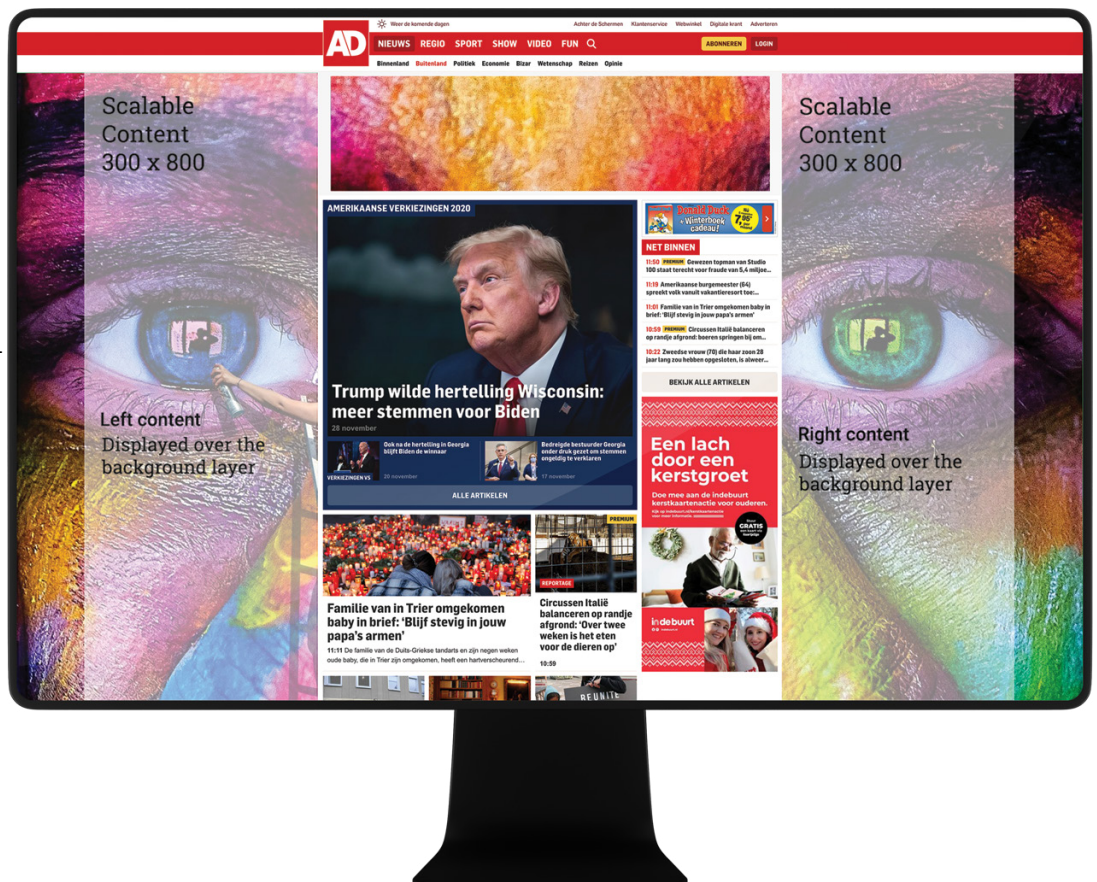 Weer de komende dagen
Achter de Schermen Klantenservice Webwinkel Digitale krant Adverteren
AD
NIEUWS REGIO SPORT SHOW VIDEO FUN
ABONNEREN LOGIN
Binnenland Buitenland Politiek Economie Bizar Wetenschap Reizen Opinie
Scalable
Content
300 x 800
Left content
Displayed over the
background layer
AMERIKAANSE VERKIEZINGEN 2020
Trump wilde hertelling Wisconsin:
meer stemmen voor Biden
28 november
Ook na de hertelling in Georgia
blijft Biden de winnaar
VERKIEZINGEN VS
20 november
Bedreigde bestuurder Georgia
onder druk gezet om stemmen
ongeldig te verklaren
17 november
ALLE ARTIKELEN
Familie van in Trier omgekomen
baby in brief: ‘Blijf stevig in jouw
papa's armen’
11:11 De familie van de Duits-Griekse tandarts en zijn negen weken
oude baby, die in Trier zijn omgekomen, heeft een hartverscheurend...
PREMIUM
REPORTAGE
Circussen Italië
balanceren op randje
afgrond: ‘Over twee
weken is het eten
voor de dieren op’
10:59
REUNITE
Donald Duck
+ Winterboek
cadeau!
7,95
NET BINNEN
11:50 PREMIUM Gewezen topman van Studio
100 staat terecht voor fraude van 5,4 miljoe...
11:19 Amerikaanse burgemeester (64)
spreekt volk vanuit vakantieresort toe:...
11:01 Familie van in Trier omgekomen baby in
brief: ‘Blijf stevig in jouw papa's armen’
10:59 PREMIUM Circussen Italië balanceren
op randje afgrond: boeren springen bij om...
10:22 Zweedse vrouw (70) die haar zoon 28
jaar lang zou hebben opgesloten, is alweer...
BEKIJK ALLE ARTIKELEN
Een lach
door een
kerstgroet
Doe mee aan de indebuurt
kerstkaartenactie voor ouderen.
GRATIS
indebuurt
Scalable
Content
300 x 800
Right content
Displayed over the
background layer